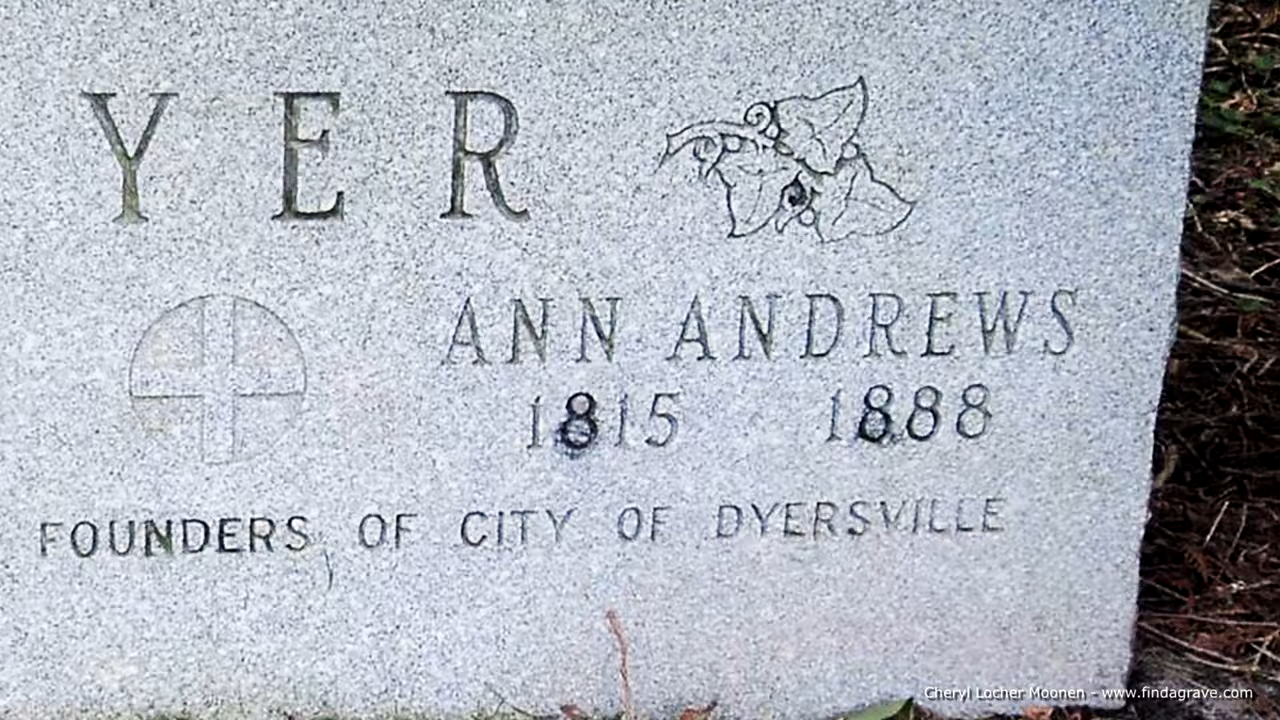 YER
ANN ANDREWS
1815 1888
FOUNDERS OF CITY OF DYERSVILLE
Cheryl Locher Moonen - www.findagrave.com